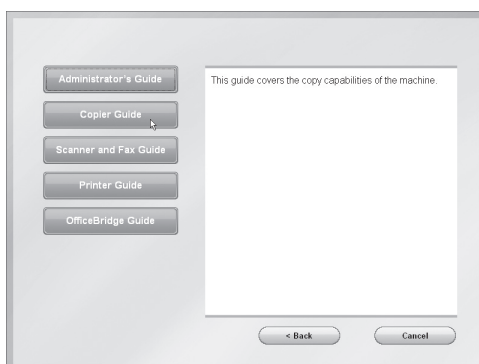 Administrator's Guide
Copier Guide
Scanner and Fax Guide
Printer Guide
OfficeBridge Guide
This guide covers the copy capabilities of the machine.
< Back
Cancel